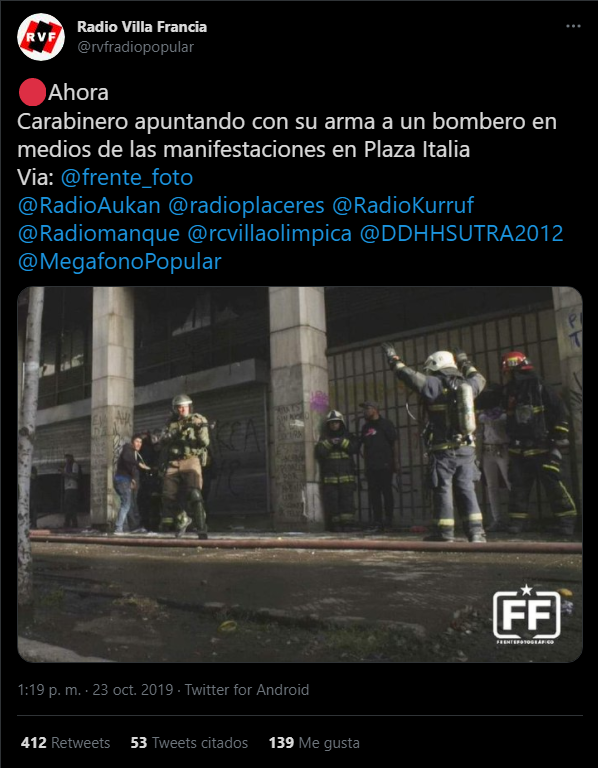 RVF
Radio Villa Francia
@rvfradiopopular
Ahora
Carabinero apuntando con su arma a un bombero en
medios de las manifestaciones en Plaza Italia
Via: @frente_foto
@RadioAukan @radioplaceres @RadioKurruf
@Radiomanque @rcvillaolimpica @DDHHSUTRA2012
@MegafonoPopular
FF
FRENTEFOTOGRÁFICO
1:19 p. m. · 23 oct. 2019 · Twitter for Android
412 Retweets 53 Tweets citados 139 Me gusta